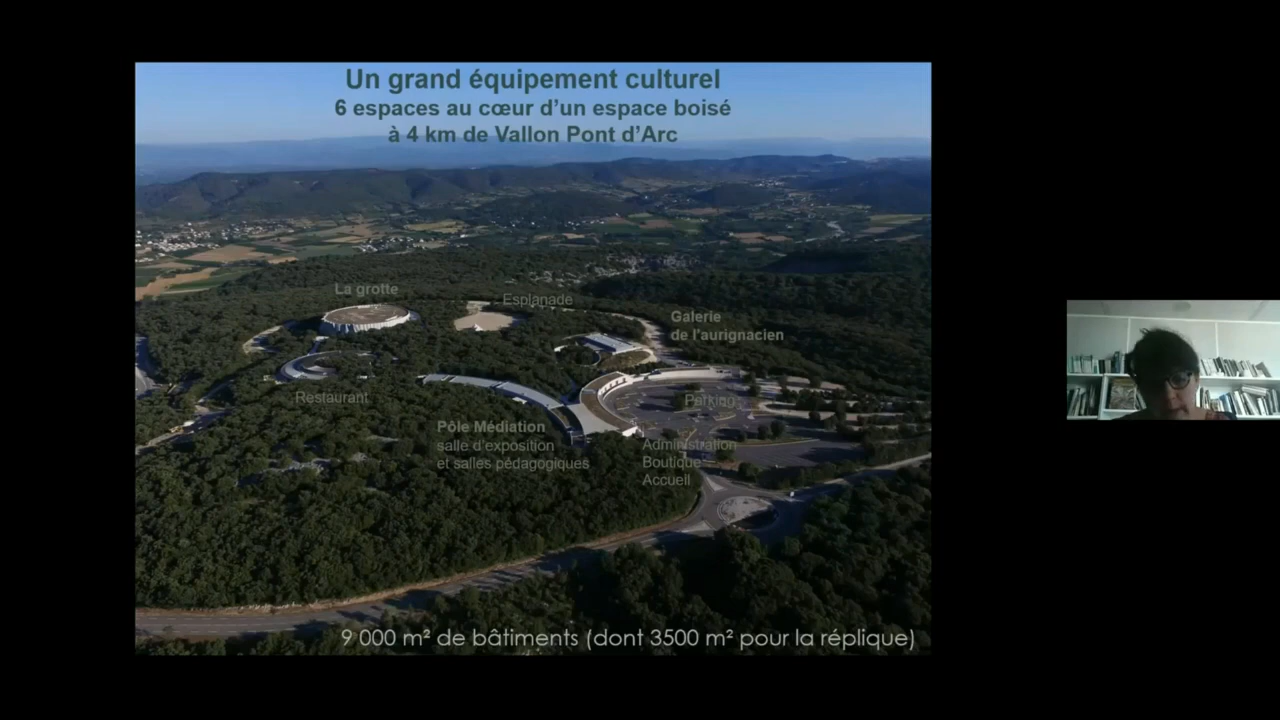 Un grand équipement culturel
6 espaces au cœur d'un espace boisé
à 4 km de Vallon Pont d'Arc
La grotte
Esplanade
Galerie
de l'aurignacien
Restaurant
Parking
Pôle Médiation
salle d'exposition
et salles pédagogiques
Administration
Boutique
Accueil
9 000 m² de bâtiments (dont 3500 m² pour la réplique)